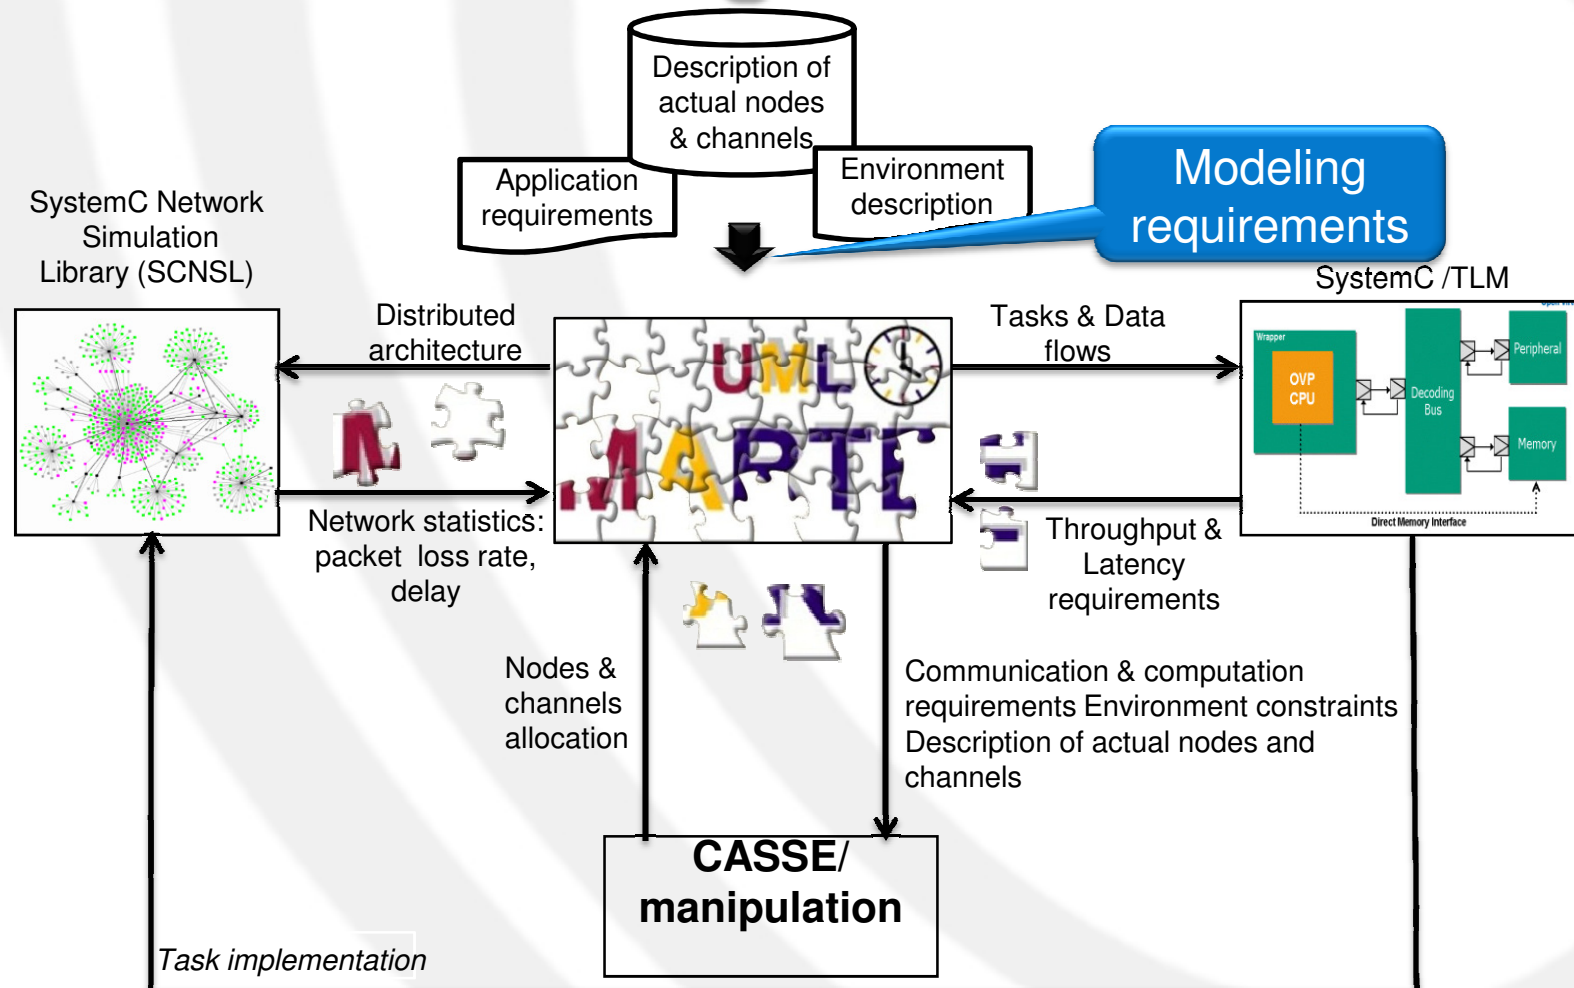 Description of
actual nodes
& channels
Application
requirements
Environment
description
Modeling
requirements
SystemC Network
Simulation
Library (SCNSL)
SystemC /TLM
Distributed
architecture
Tasks & Data
flows
UML
MARTE
Wrapper
OVP
CPU
Decoding
Bus
Peripheral
Memory
Direct Memory Interface
Network statistics:
packet loss rate,
delay
Throughput &
Latency
requirements
Nodes &
channels
allocation
Communication & computation
requirements Environment constraints
Description of actual nodes and
channels
CASSE/
manipulation
Task implementation